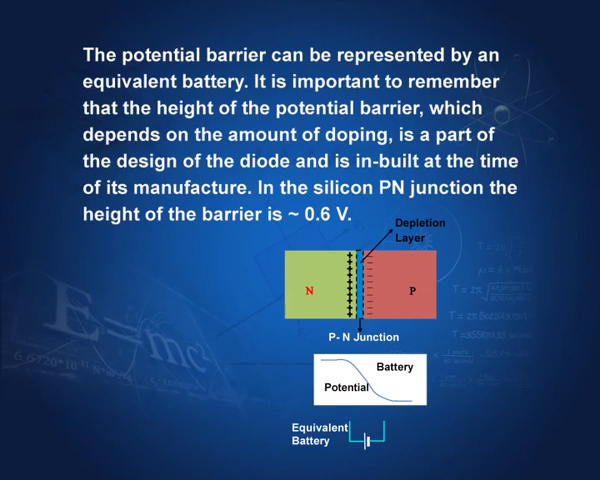 The potential barrier can be represented by an
equivalent battery. It is important to remember
that the height of the potential barrier, which
depends on the amount of doping, is a part of
the design of the diode and is in-built at the time
of its manufacture. In the silicon PN junction the
height of the barrier is ~ 0.6 V.
Depletion
Layer
N
P
P- N Junction
Battery
Potential
Equivalent
Battery
E=mc²